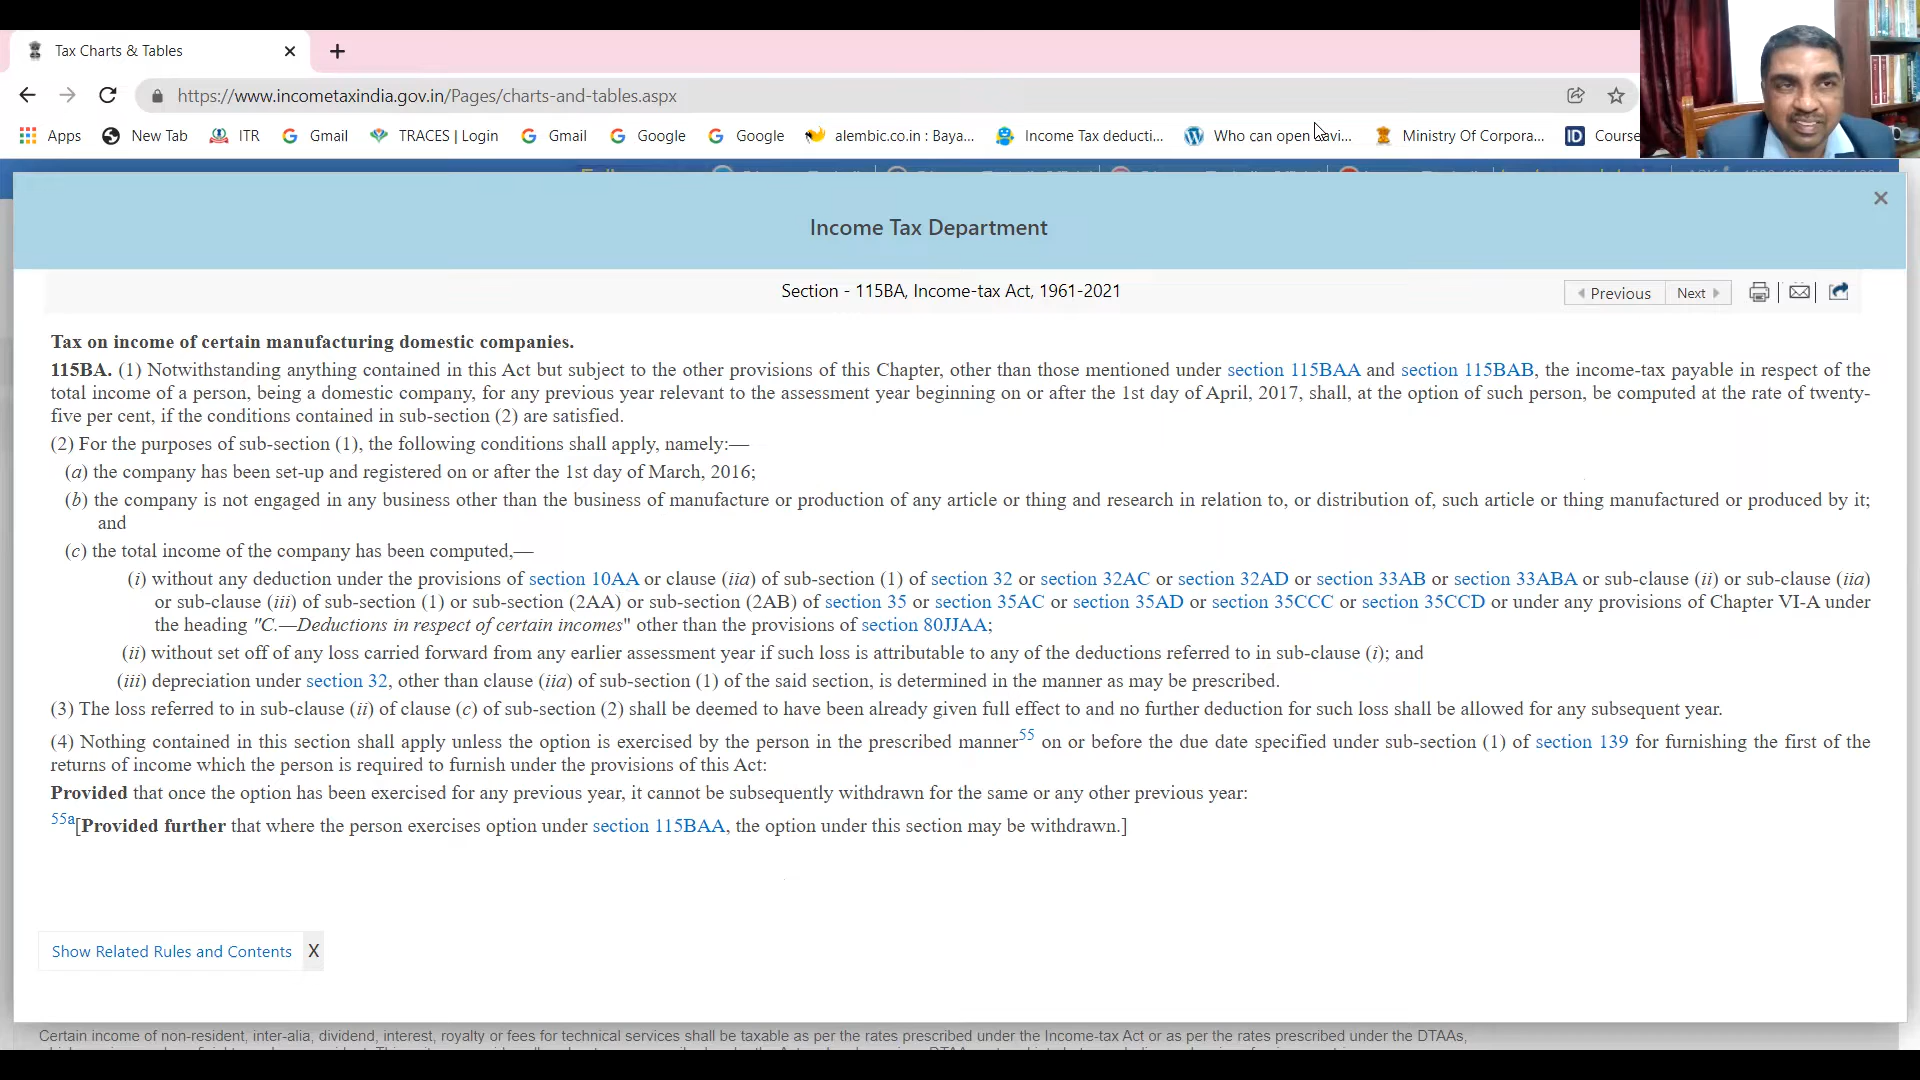 Tax Charts & Tables
https://www.incometaxindia.gov.in/Pages/charts-and-tables.aspx
Apps New Tab ITR Gmail TRACES | Login Gmail Google Google alembic.co.in : Baya... Income Tax deducti... Who can open avi... Ministry Of Corpora... ID Course
Income Tax Department
Section - 115BA, Income-tax Act, 1961-2021
Previous Next
Tax on income of certain manufacturing domestic companies.
115BA. (1) Notwithstanding anything contained in this Act but subject to the other provisions of this Chapter, other than those mentioned under section 115BAA and section 115BAB, the income-tax payable in respect of the
total income of a person, being a domestic company, for any previous year relevant to the assessment year beginning on or after the 1st day of April, 2017, shall, at the option of such person, be computed at the rate of twenty-
five per cent, if the conditions contained in sub-section (2) are satisfied.
(2) For the purposes of sub-section (1), the following conditions shall apply, namely:—
(a) the company has been set-up and registered on or after the 1st day of March, 2016;
(b) the company is not engaged in any business other than the business of manufacture or production of any article or thing and research in relation to, or distribution of, such article or thing manufactured or produced by it;
and
(c) the total income of the company has been computed,—
(i) without any deduction under the provisions of section 10AA or clause (iia) of sub-section (1) of section 32 or section 32AC or section 32AD or section 33AB or section 33ABA or sub-clause (ii) or sub-clause (iia)
or sub-clause (iii) of sub-section (1) or sub-section (2AA) or sub-section (2AB) of section 35 or section 35AC or section 35AD or section 35CCC or section 35CCD or under any provisions of Chapter VI-A under
the heading "C.—Deductions in respect of certain incomes" other than the provisions of section 80JJAA;
(ii) without set off of any loss carried forward from any earlier assessment year if such loss is attributable to any of the deductions referred to in sub-clause (i); and
(iii) depreciation under section 32, other than clause (iia) of sub-section (1) of the said section, is determined in the manner as may be prescribed.
(3) The loss referred to in sub-clause (ii) of clause (c) of sub-section (2) shall be deemed to have been already given full effect to and no further deduction for such loss shall be allowed for any subsequent year.
(4) Nothing contained in this section shall apply unless the option is exercised by the person in the prescribed manner55 on or before the due date specified under sub-section (1) of section 139 for furnishing the first of the
returns of income which the person is required to furnish under the provisions of this Act:
Provided that once the option has been exercised for any previous year, it cannot be subsequently withdrawn for the same or any other previous year:
55a[Provided further that where the person exercises option under section 115BAA, the option under this section may be withdrawn.]
Show Related Rules and Contents X
Certain income of non-resident, inter-alia, dividend, interest, royalty or fees for technical services shall be taxable as per the rates prescribed under the Income-tax Act or as per the rates prescribed under the DTAAs,